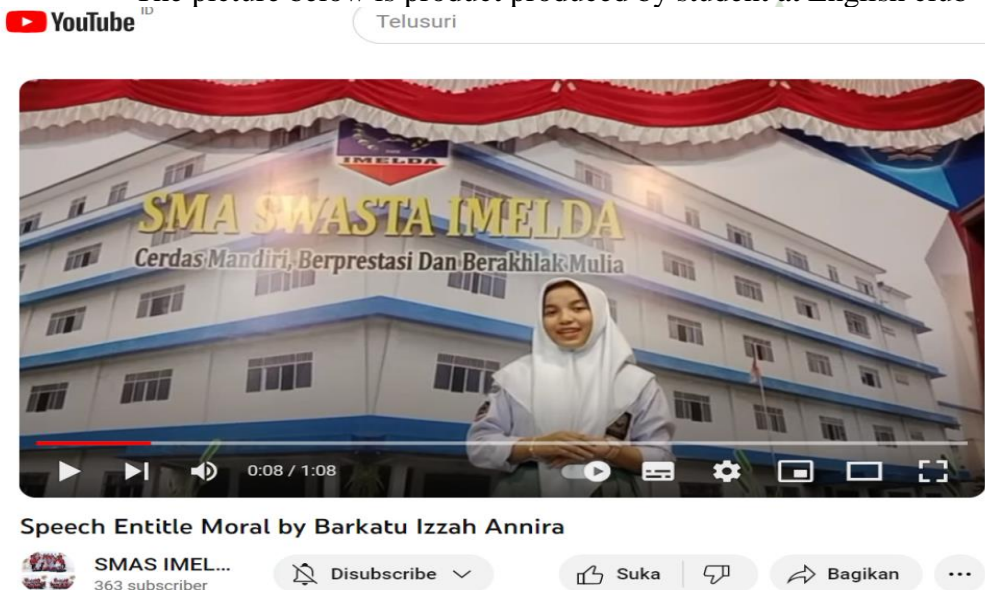 The picture below is product produced by student at English club
YouTube ID
Telusuri
IMELDA
SMA SWASTA IMELDA
Cerdas Mandiri, Berprestasi Dan Berakhlak Mulia
0:08 / 1:08
Speech Entitle Moral by Barkatu Izzah Annira
SMAS IMEL...
363 subscriber
Disubscribe
Suka
Bagikan